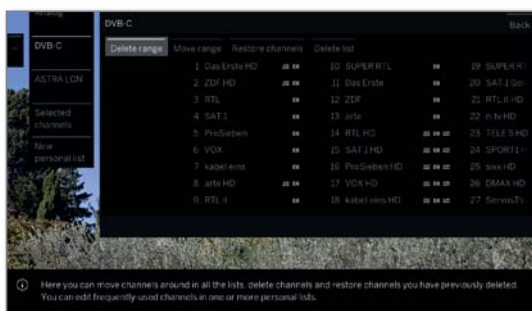 Analog
DVB-C
Back
DVB-C
Delete range Move range Restore channels Delete list
ASTRA LCN
Selected
channels
New
personal list
1 Das Erste HD
2 ZDF HD
3 RTL
4 SAT.1
5 ProSieben
6 VOX
7 kabel eins
8 arte HD
9 RTL II
10 SUPER RTL
11 Das Erste
12 ZDF
13 arte
14 RTL HD
15 SAT.1 HD
16 ProSieben HD
17 VOX HD
18 kabel eins HD
19 SUPER RT
20 SAT.1 Go
21 RTL II HD
22 n-tv HD
23 TELE 5 HD
24 SPORT1
25 sixx HD
26 DMAX HD
27 ServusTV
Here you can move channels around in all the lists, delete channels and restore channels you have previously deleted.
You can edit frequently-used channels in one or more personal lists.